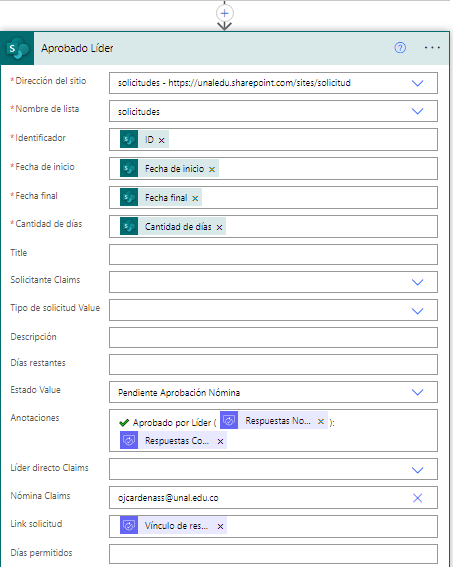 Aprobado Líder
* Dirección del sitio
solicitudes - https://unaledu.sharepoint.com/sites/solicitud
* Nombre de lista
solicitudes
* Identificador
ID
* Fecha de inicio
Fecha de inicio
* Fecha final
Fecha final
* Cantidad de días
Cantidad de días
Title
Solicitante Claims
Tipo de solicitud Value
Descripción
Días restantes
Estado Value
Pendiente Aprobación Nómina
Anotaciones
✔ Aprobado por Líder ( Respuestas No... ):
Respuestas Co...
Líder directo Claims
Nómina Claims
ojcardenass@unal.edu.co
Link solicitud
Vínculo de res...
Días permitidos